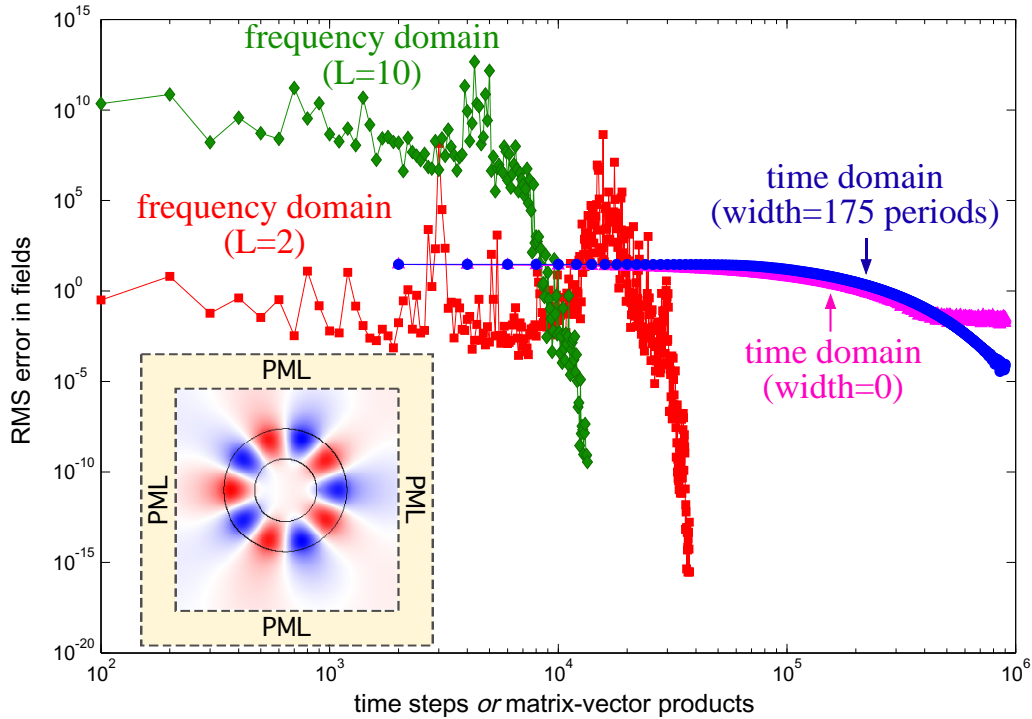 10^15
10^10
10^5
10^0
10^-5
10^-10
10^-15
10^-20
RMS error in fields
frequency domain
(L=10)
frequency domain
(L=2)
time domain
(width=175 periods)
time domain
(width=0)
PML
PML
PML
PML
10^2
10^3
10^4
10^5
10^6
time steps or matrix-vector products